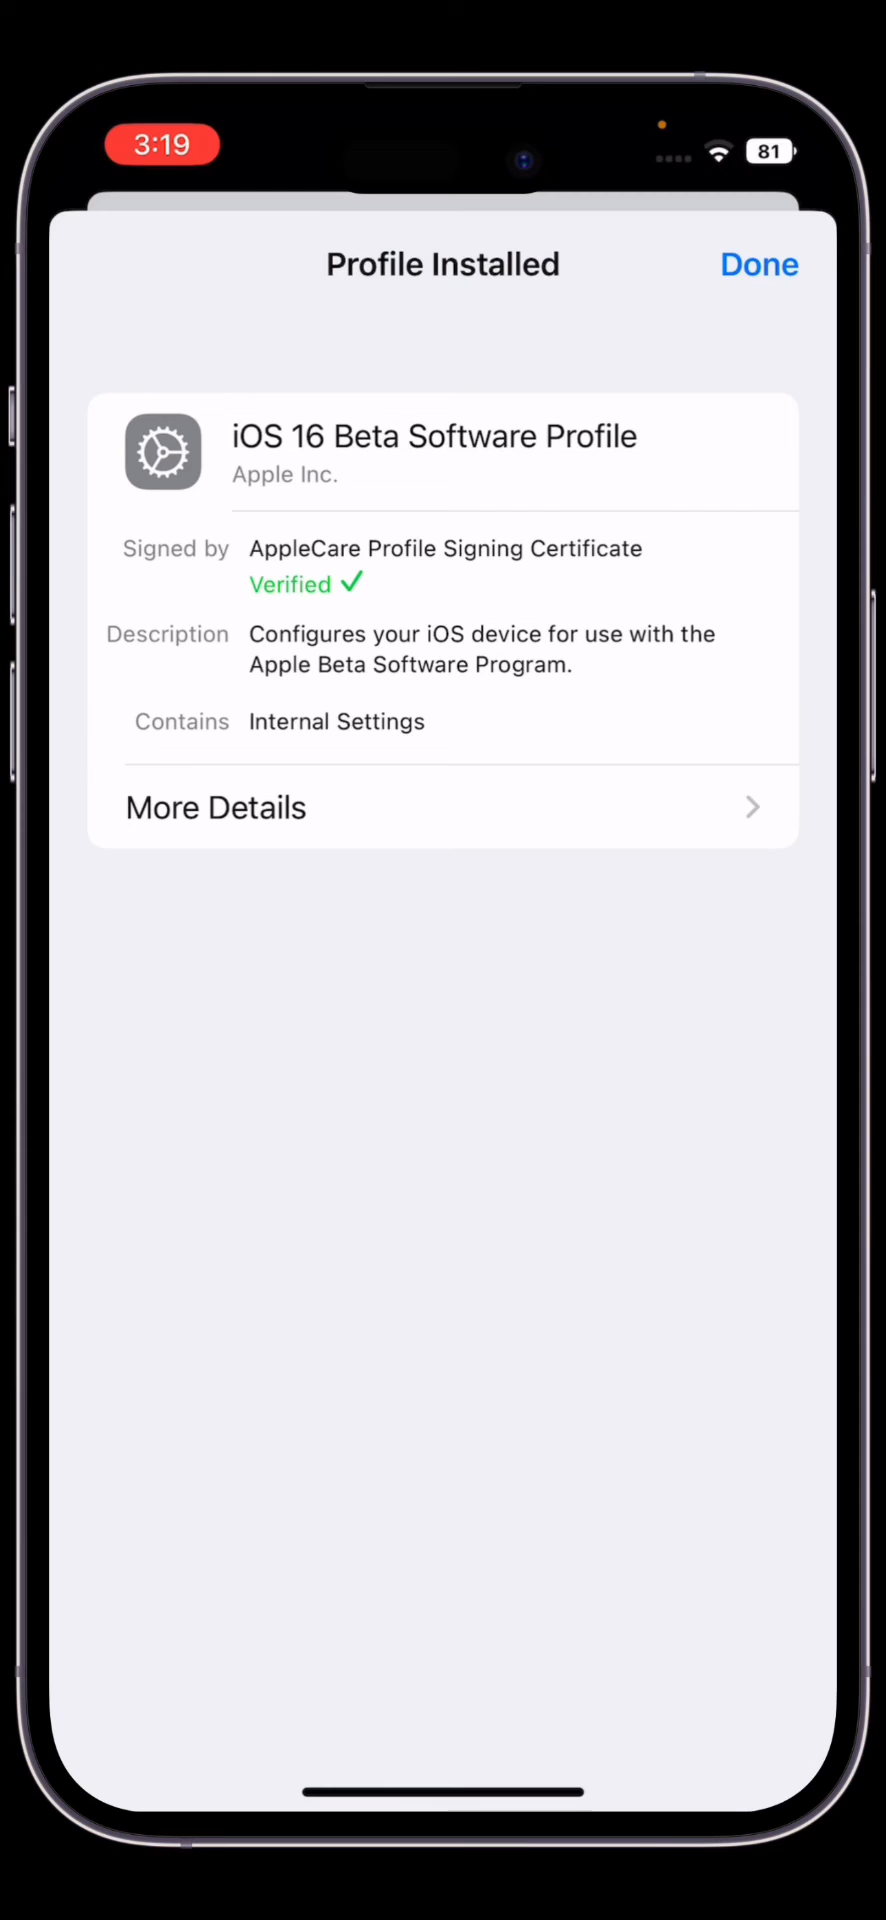 3:19
81
Profile Installed
Done
iOS 16 Beta Software Profile
Apple Inc.
Signed by AppleCare Profile Signing Certificate
Verified ✓
Description Configures your iOS device for use with the
Apple Beta Software Program.
Contains Internal Settings
More Details